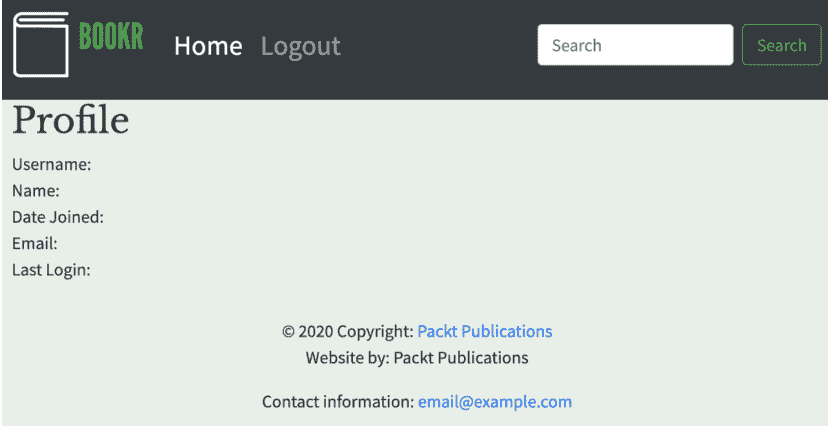 BOOKR Home Logout Search Search
Profile
Username:
Name:
Date Joined:
Email:
Last Login:
© 2020 Copyright: Packt Publications
Website by: Packt Publications
Contact information: email@example.com